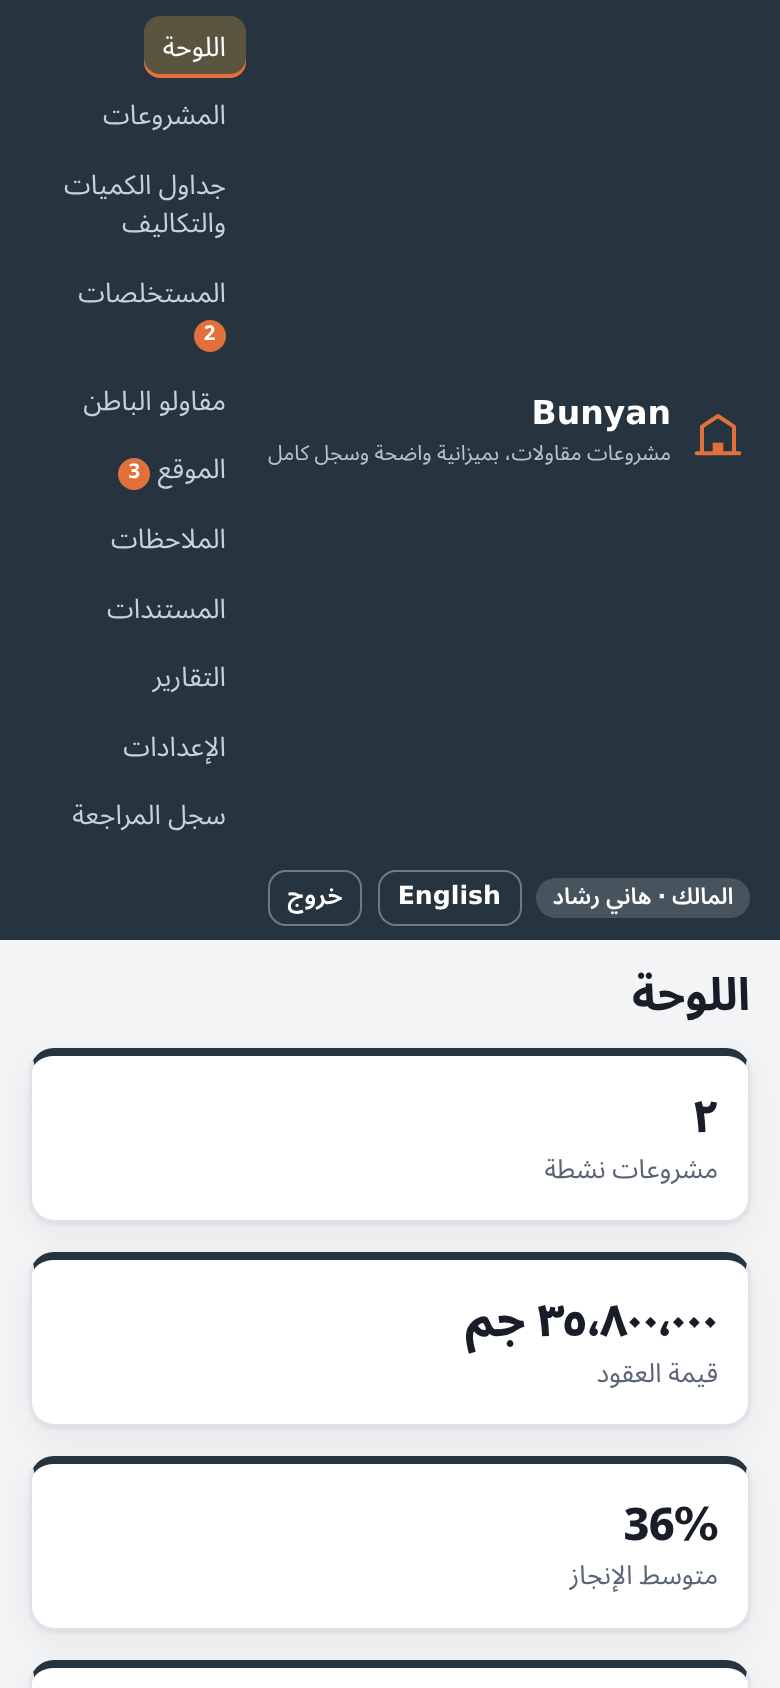 Bunyan
مشروعات مقاولات، بميزانية واضحة وسجل كامل
اللوحة
المشروعات
جداول الكميات
والتكاليف
المستخلصات
2
مقاولو الباطن
الموقع 3
الملاحظات
المستندات
التقارير
الإعدادات
سجل المراجعة
المالك · هاني رشاد
English
خروج
اللوحة
٢
مشروعات نشطة
٣٥،٨٠٠،٠٠٠ جم
قيمة العقود
36%
متوسط الإنجاز